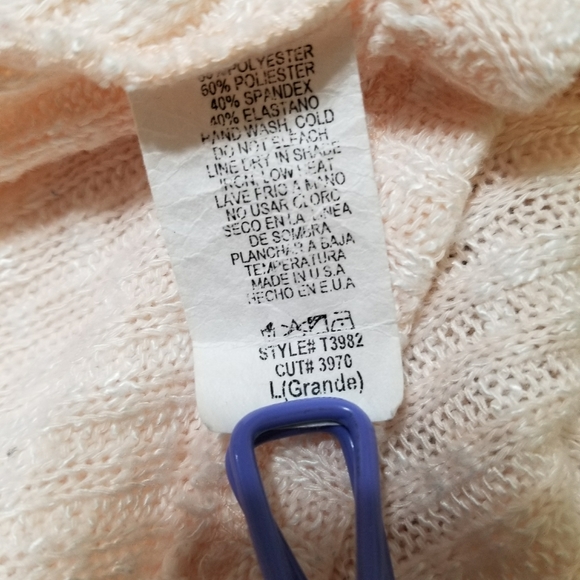 60% POLYESTER
60% POLIESTER
40% SPANDEX
40% ELASTANO
HAND WASH, COLD
DO NOT BLEACH
LINE DRY IN SHADE
IRON LOW HEAT
LAVE FRIO A MANO
NO USAR CLORO
SECO EN LA LINEA
DE SOMBRA
PLANCHAR A BAJA
TEMPERATURA
MADE IN U.S.A
HECHO EN E.U.A
STYLE# T3982
CUT# 3970
L(Grande)